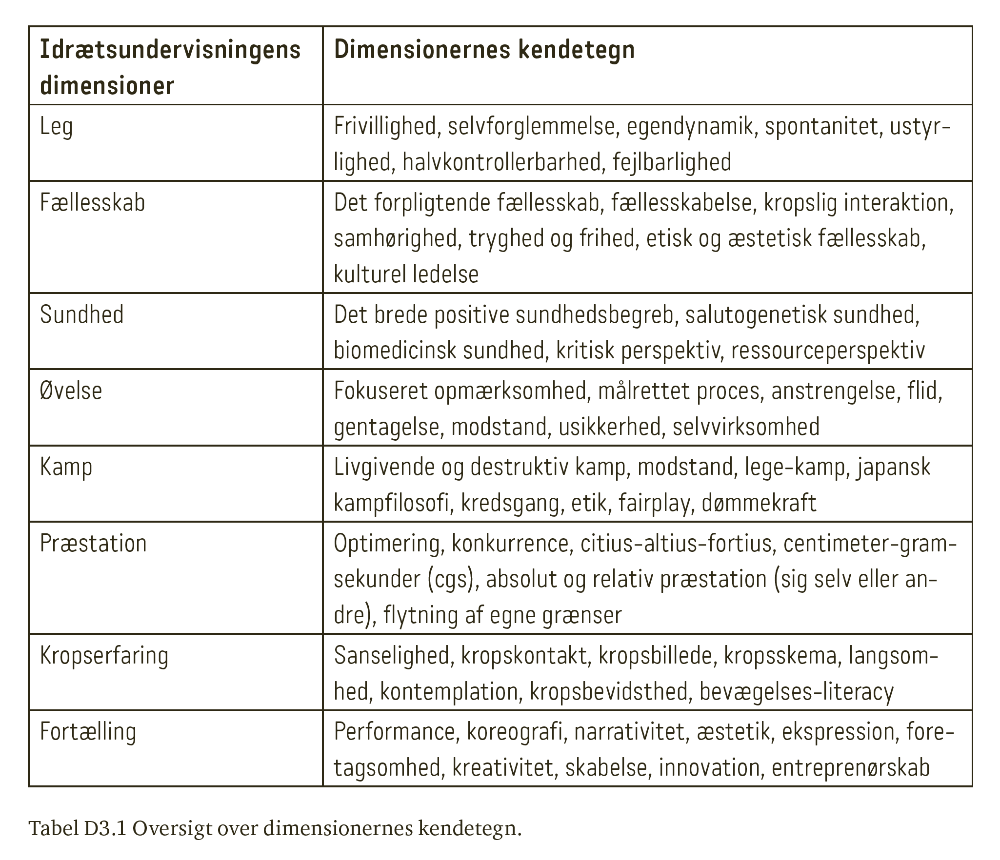 Idrætsundervisningens
dimensioner
Dimensionernes kendetegn
Leg
Frivillighed, selvforglemmelse, egendynamik, spontanitet, ustyr-
lighed, halvkontrollerbarhed, fejlbarlighed
Fællesskab
Det forpligtende fællesskab, fællesskabelse, kropslig interaktion,
samhørighed, tryghed og frihed, etisk og æstetisk fællesskab,
kulturel ledelse
Sundhed
Det brede positive sundhedsbegreb, salutogenetisk sundhed,
biomedicinsk sundhed, kritisk perspektiv, ressourceperspektiv
Øvelse
Fokuseret opmærksomhed, målrettet proces, anstrengelse, flid,
gentagelse, modstand, usikkerhed, selvvirksomhed
Kamp
Livgivende og destruktiv kamp, modstand, lege-kamp, japansk
kampfilosofi, kredsgang, etik, fairplay, dømmekraft
Præstation
Optimering, konkurrence, citius-altius-fortius, centimeter-gram-
sekunder (cgs), absolut og relativ præstation (sig selv eller an-
dre), flytning af egne grænser
Kropserfaring
Sanselighed, kropskontakt, kropsbillede, kropsskema, langsom-
hed, kontemplation, kropsbevidsthed, bevægelses-literacy
Fortælling
Performance, koreografi, narrativitet, æstetik, ekspression, fore-
tagsomhed, kreativitet, skabelse, innovation, entreprenørskab
Tabel D3.1 Oversigt over dimensionernes kendetegn.